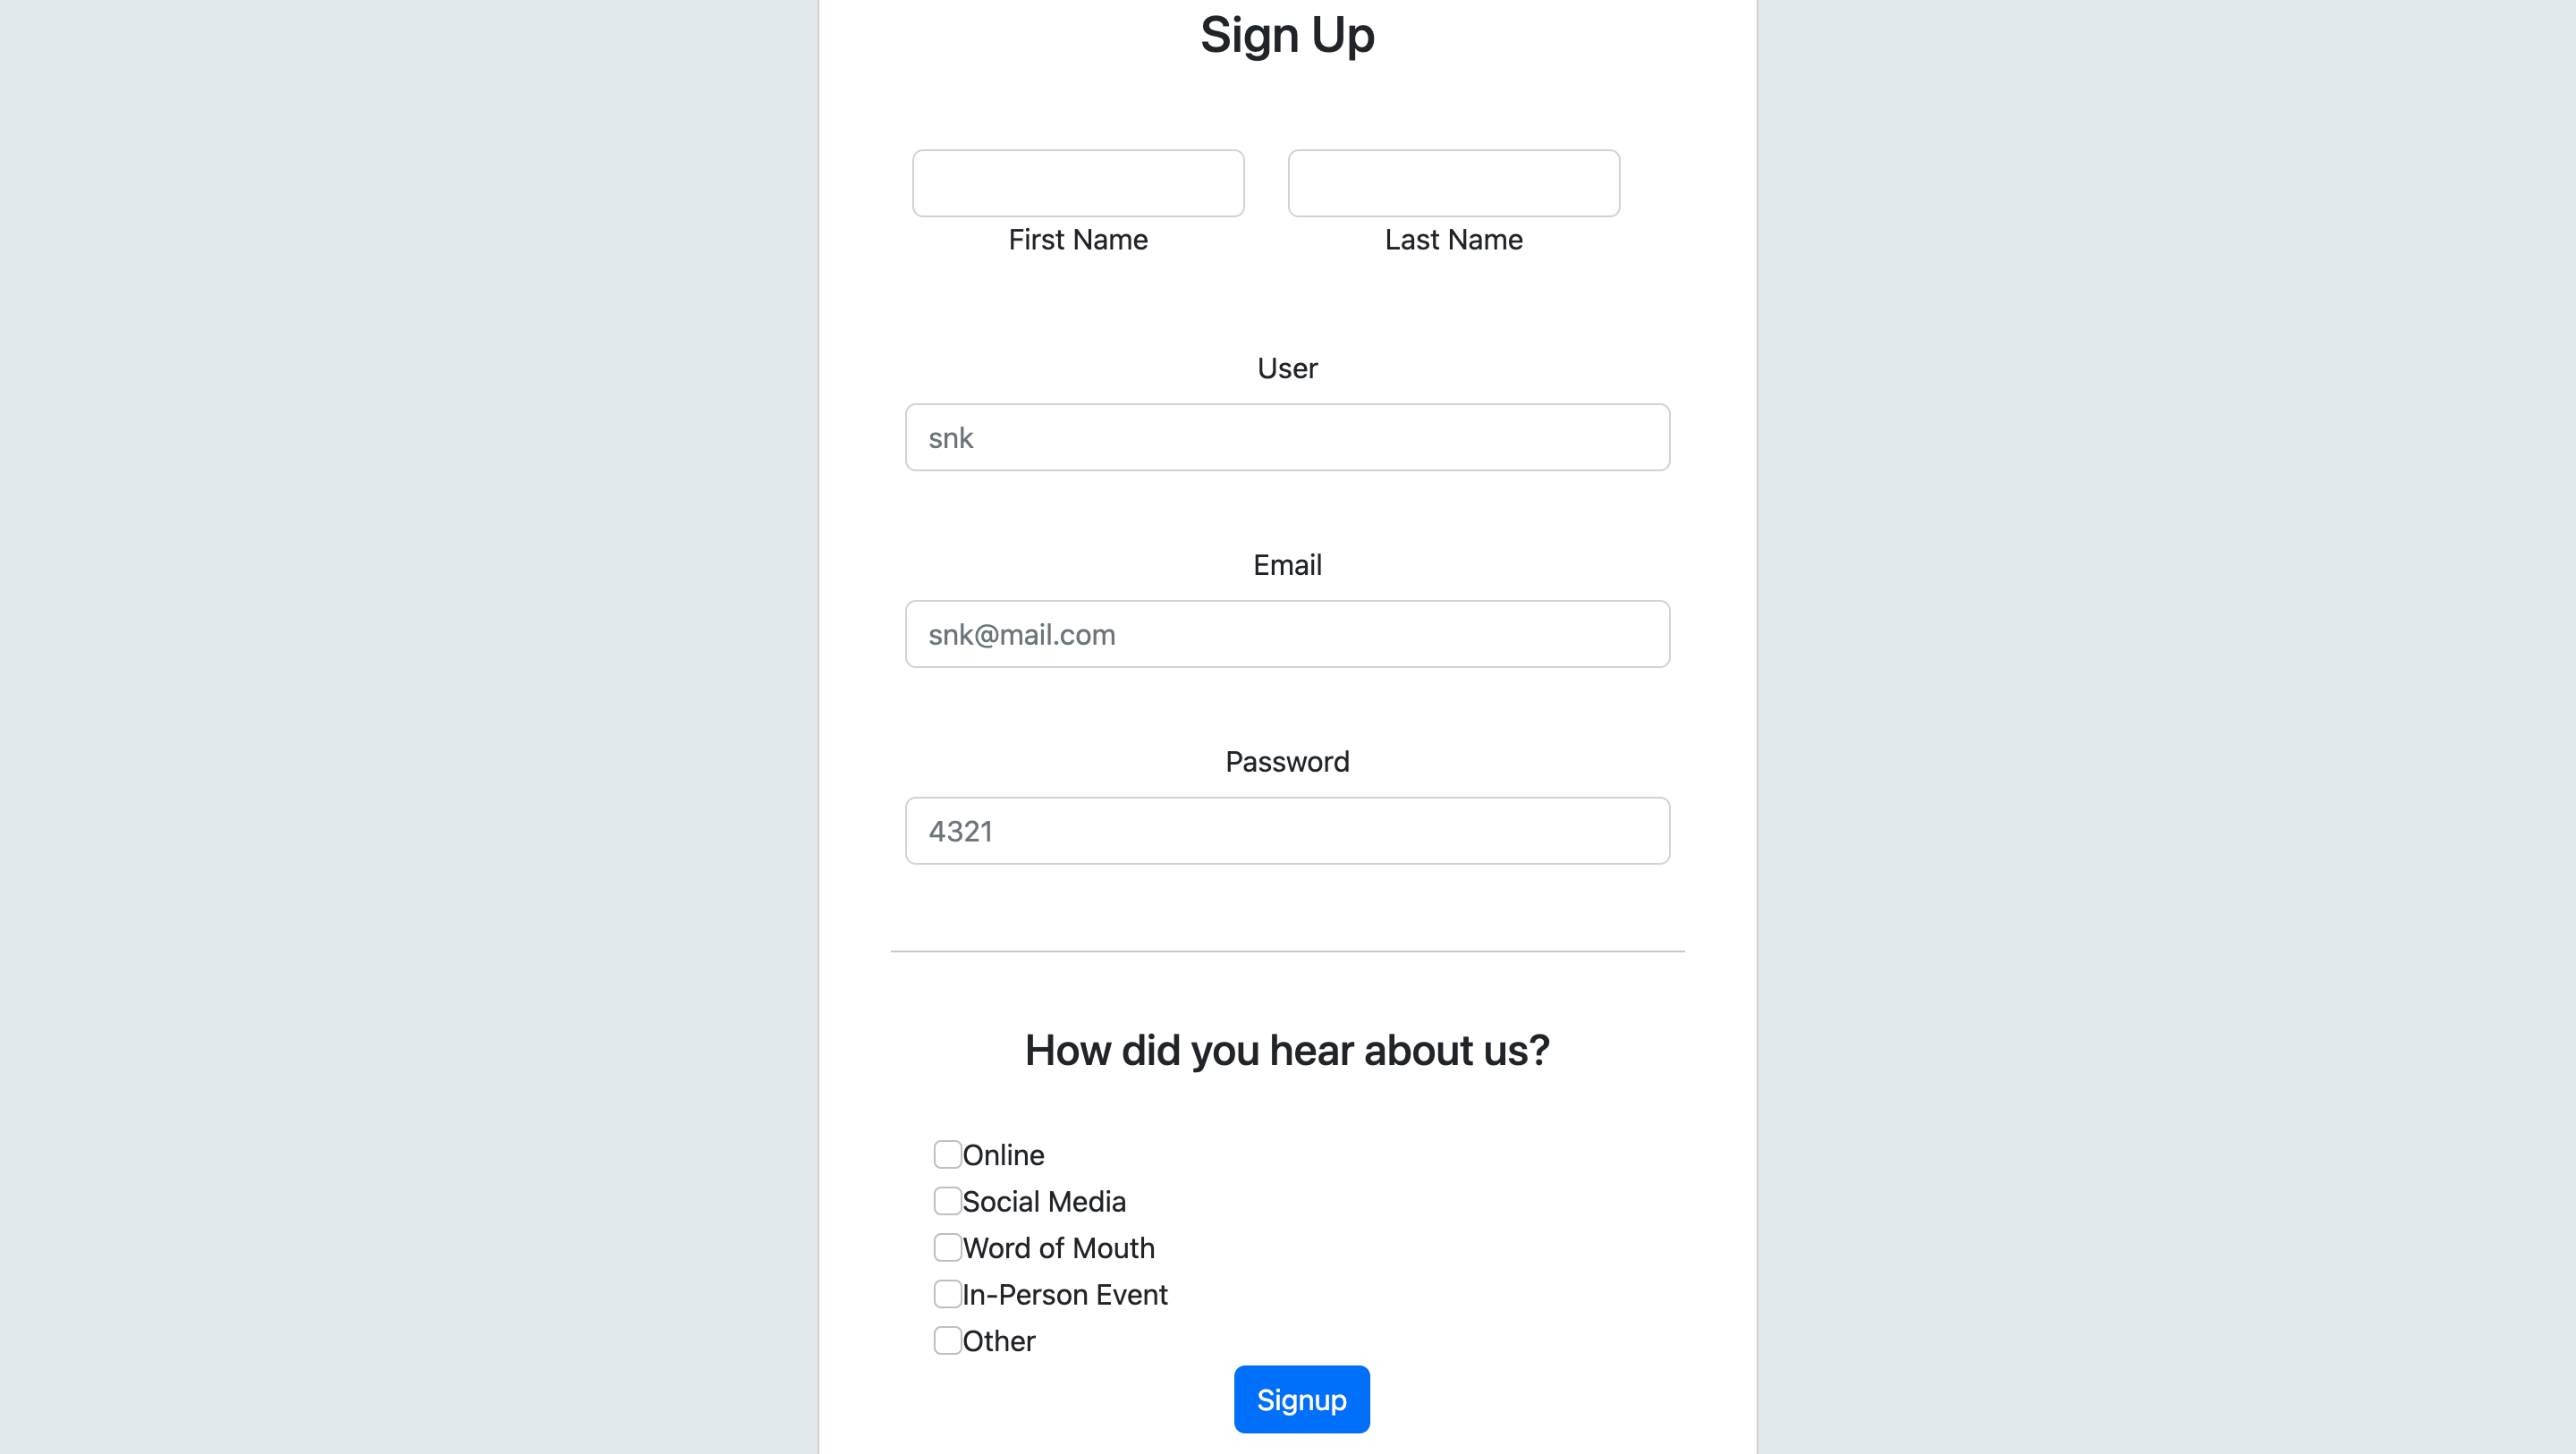 Sign Up
First Name Last Name
User
snk
Email
snk@mail.com
Password
4321
How did you hear about us?
Online
Social Media
Word of Mouth
In-Person Event
Other
Signup